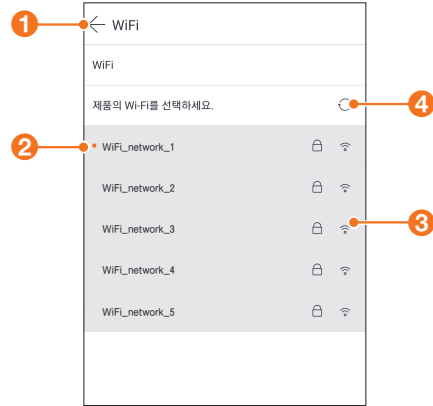 1 WiFi
WiFi
제품의 Wi-Fi를 선택하세요. 4
2 WiFi_network_1
WiFi_network_2
WiFi_network_3 3
WiFi_network_4
WiFi_network_5